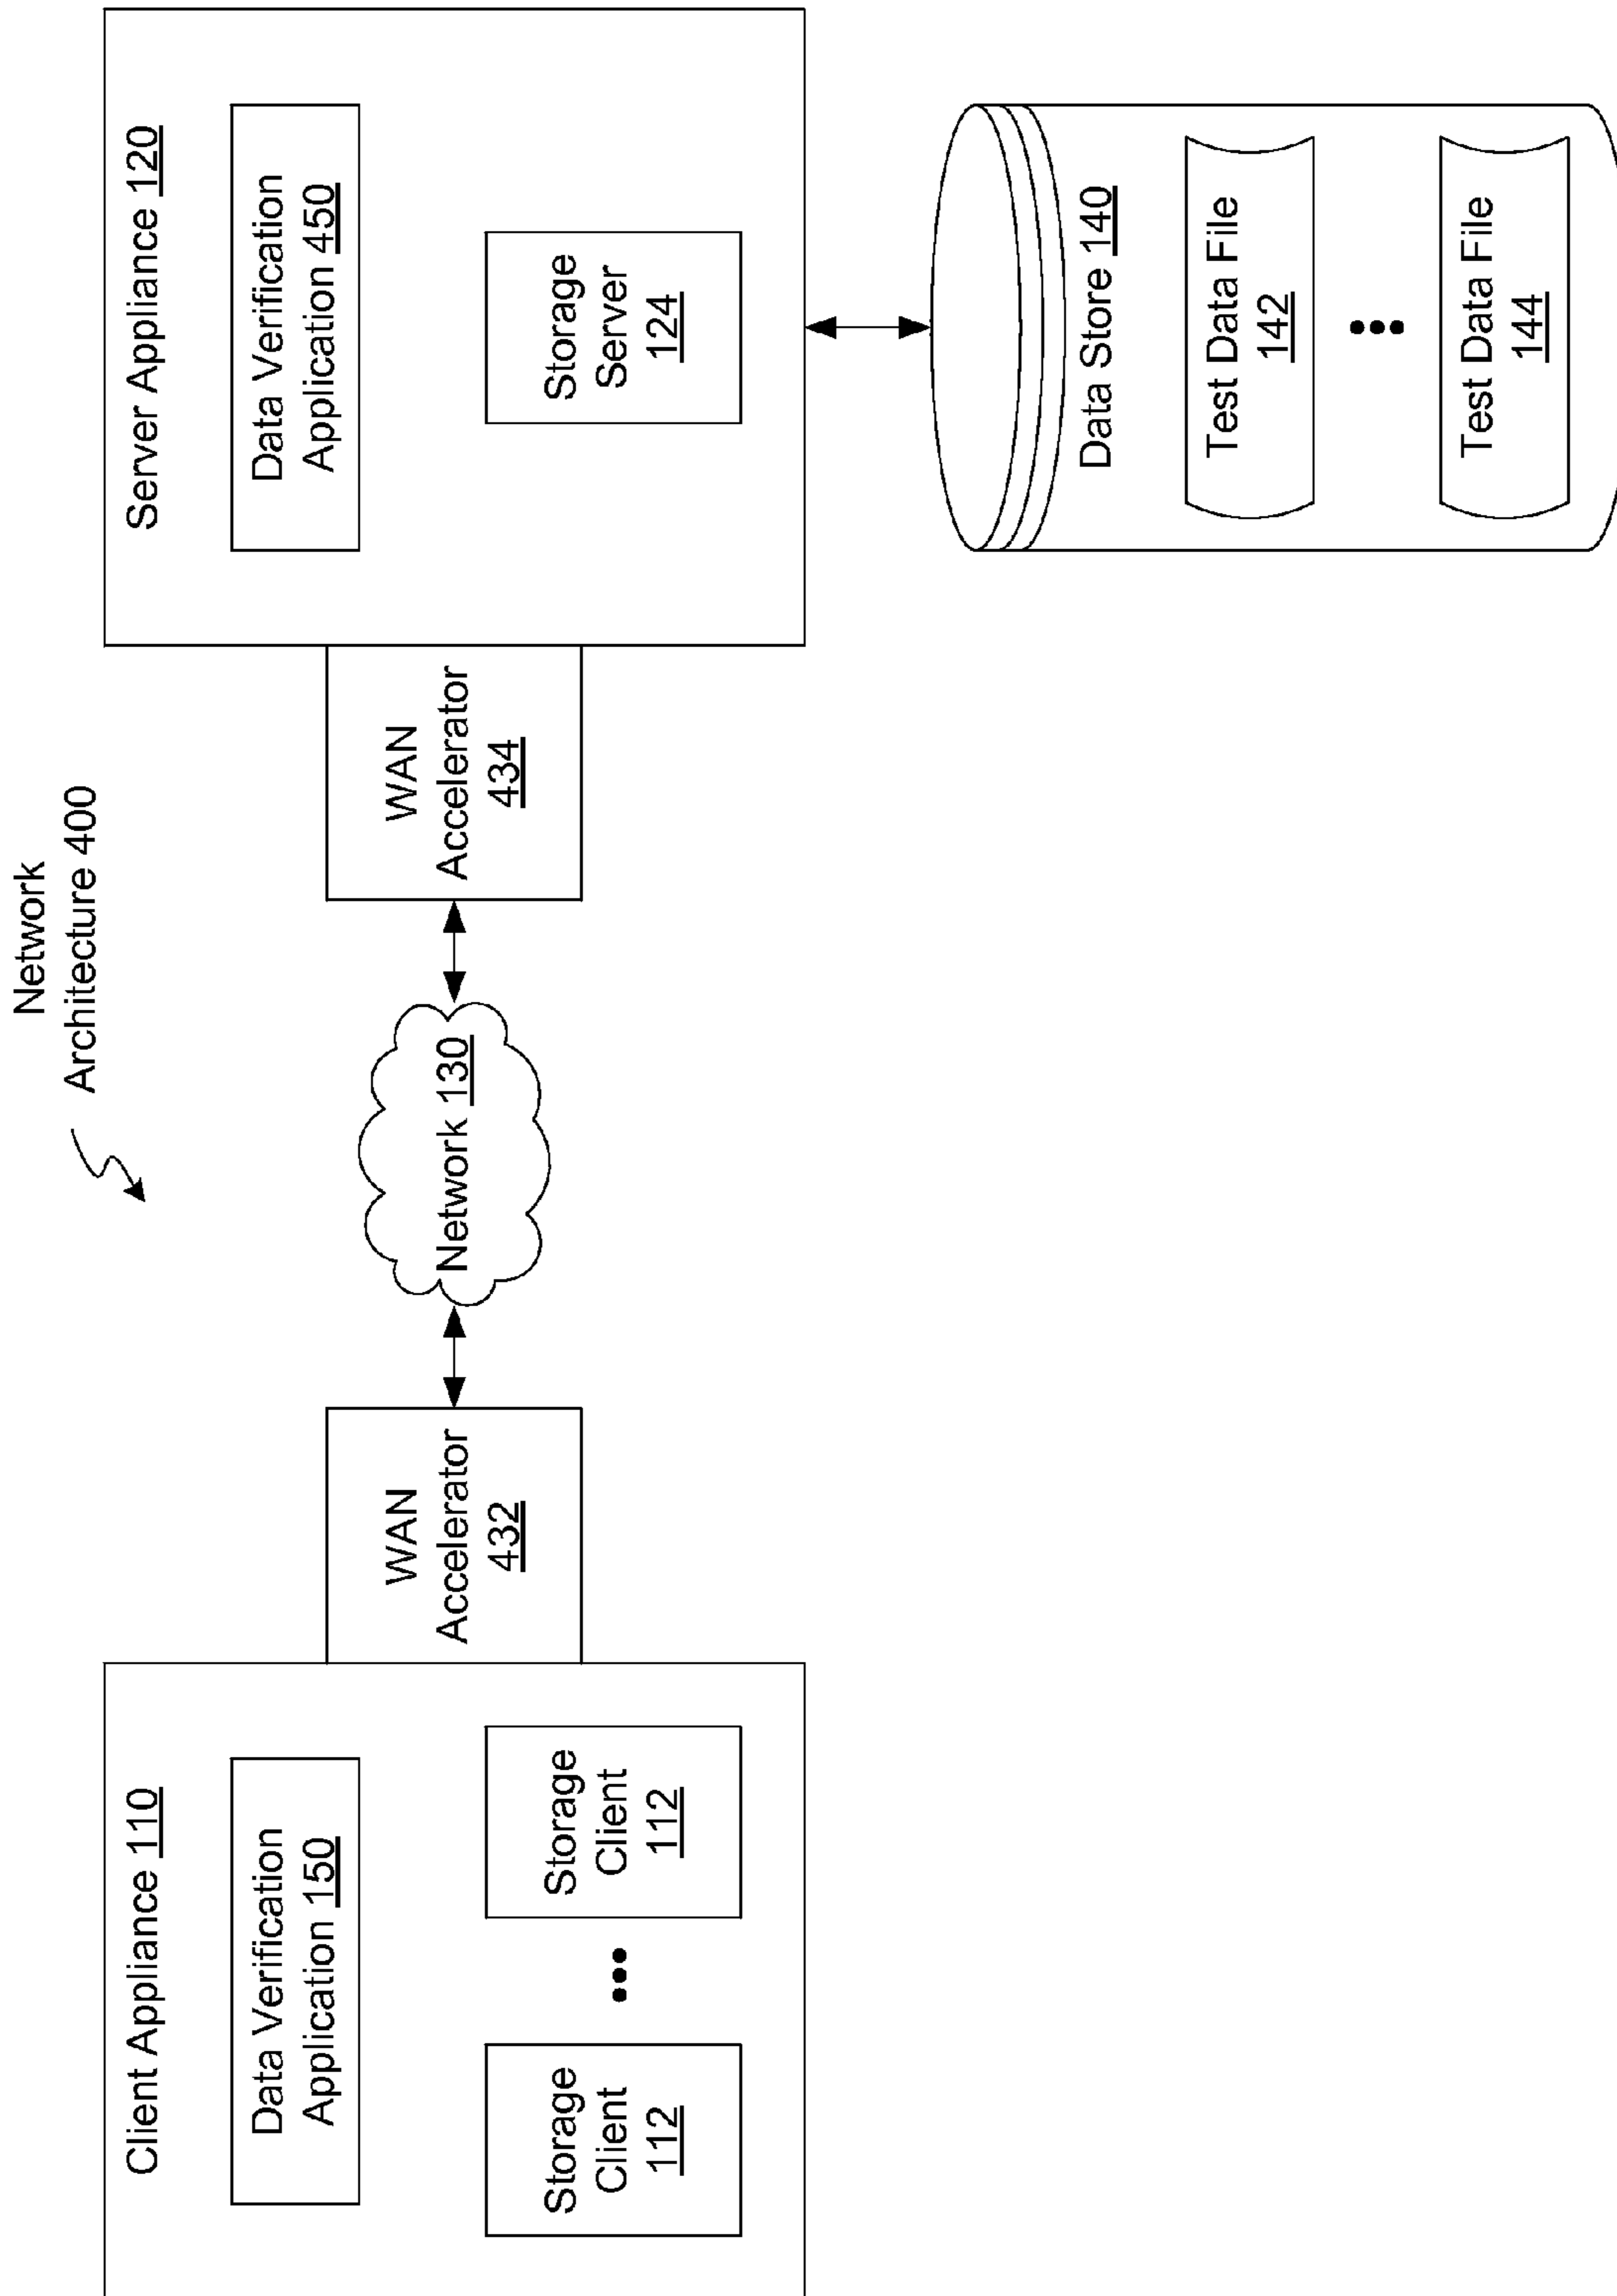 Network
Architecture 400
Client Appliance 110
Data Verification
Application 150
Storage
Client
112
Storage
Client
112
WAN
Accelerator
432
Network 130
WAN
Accelerator
434
Server Appliance 120
Data Verification
Application 450
Storage
Server
124
Data Store 140
Test Data File
142
Test Data File
144